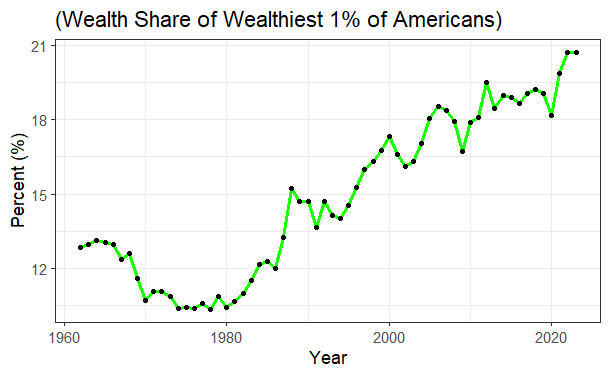 (Wealth Share of Wealthiest 1% of Americans)
21
18
15
12
Percent (%)
1960 1980 2000 2020
Year